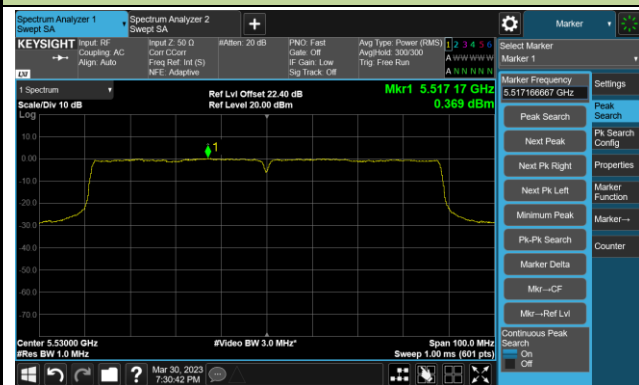 Spectrum Analyzer 1
Swept SA
Spectrum Analyzer 2
Swept SA
+
Marker
KEYSIGHT
Input: RF
Coupling: AC
Align: Auto
Input Z: 50 Ω
Corr CCorr
Freq Ref: Int (S)
NFE: Adaptive
#Atten: 20 dB
PNO: Fast
Gate: Off
IF Gain: Low
Sig Track: Off
Avg Type: Power (RMS)
Avg|Hold: 300/300
Trig: Free Run
1 2 3 4 5 6
A W W W W W
A N N N N N
LXI
Select Marker
Marker 1
1 Spectrum
Scale/Div 10 dB
Log
Ref Lvl Offset 22.40 dB
Ref Level 20.00 dBm
Mkr1 5.517 17 GHz
0.369 dBm
10.0
0.00
-10.0
-20.0
-30.0
-40.0
-50.0
-60.0
-70.0
1
Center 5.53000 GHz
#Res BW 1.0 MHz
#Video BW 3.0 MHz*
Span 100.0 MHz
Sweep 1.00 ms (601 pts)
Marker Frequency
5.517166667 GHz
Peak Search
Next Peak
Next Pk Right
Next Pk Left
Minimum Peak
Pk-Pk Search
Marker Delta
Mkr→CF
Mkr→Ref Lvl
Continuous Peak
Search
On
Off
Settings
Peak
Search
Pk Search
Config
Properties
Marker
Function
Marker→
Counter
?
Mar 30, 2023
7:30:42 PM